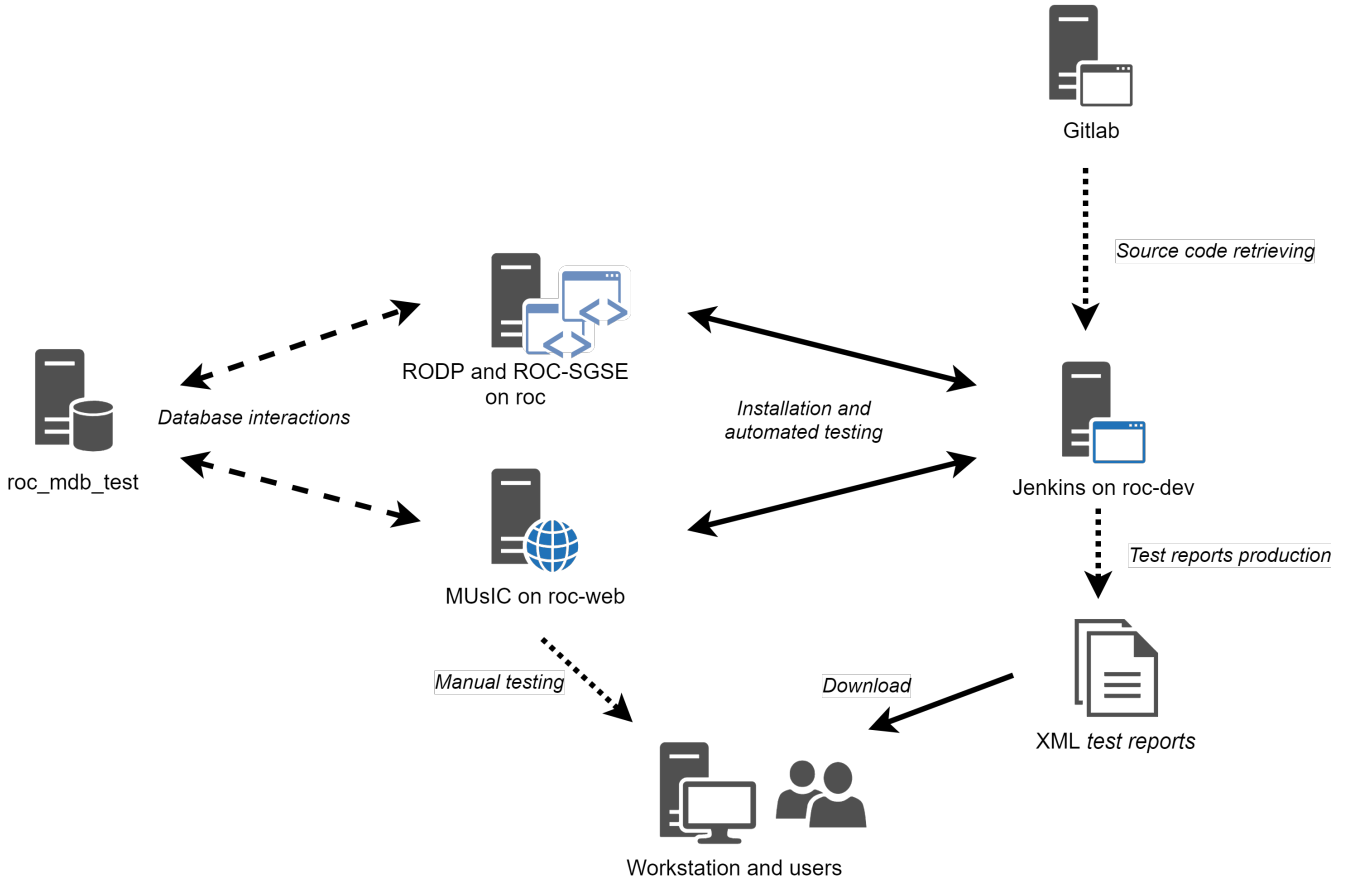 Gitlab
Source code retrieving
RODP and ROC-SGSE
on roc
Database interactions
Installation and
automated testing
roc_mdb_test
Jenkins on roc-dev
Test reports production
MUsIC on roc-web
Manual testing
Download
XML test reports
Workstation and users